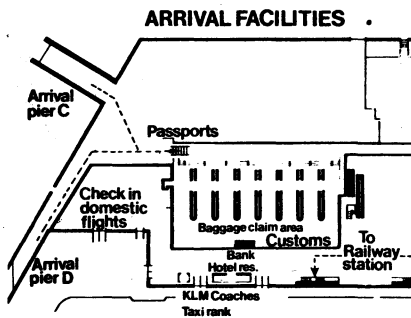 ARRIVAL FACILITIES
Arrival
pier C
Passports
Check in
domestic
flights
Baggage claim area
Customs
To
Railway
station
Bank
Hotel res.
Arrival
pier D
KLM Coaches
Taxi rank